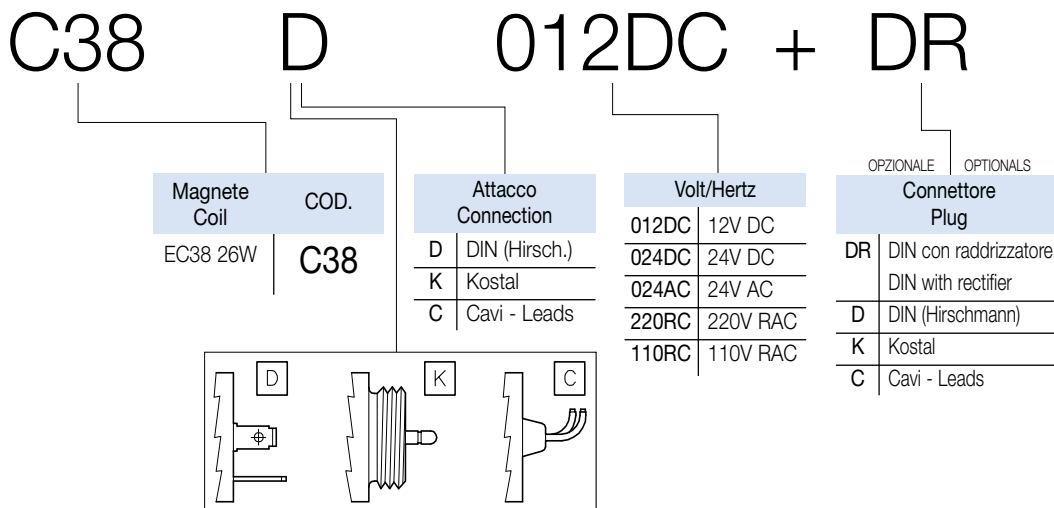 C38 D 012DC + DR
OPZIONALE OPTIONALS
Magnete
Coil
COD.
EC38 26W
C38
Attacco
Connection
D DIN (Hirsch.)
K Kostal
C Cavi - Leads
Volt/Hertz
012DC 12V DC
024DC 24V DC
024AC 24V AC
220RC 220V RAC
110RC 110V RAC
Connettore
Plug
DR DIN con raddrizzatore
DIN with rectifier
D DIN (Hirschmann)
K Kostal
C Cavi - Leads
D K C